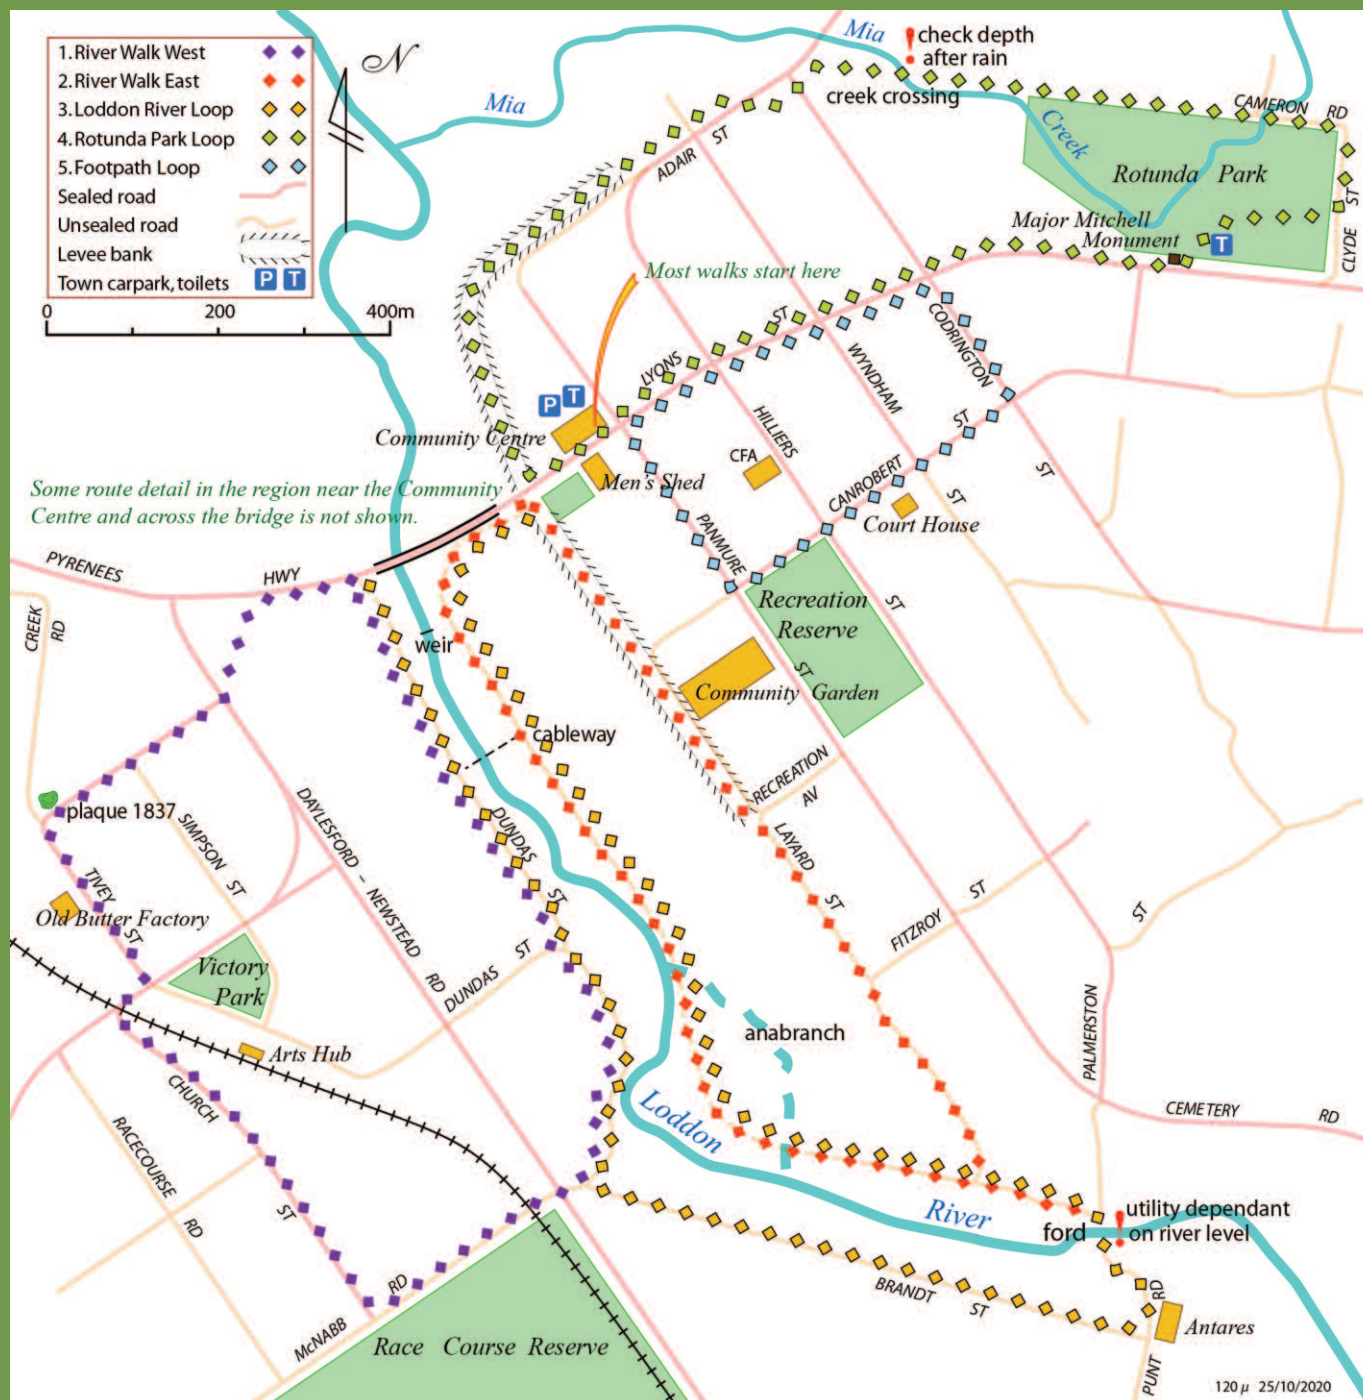 1. River Walk West
2. River Walk East
3. Loddon River Loop
4. Rotunda Park Loop
5. Footpath Loop
Sealed road
Unsealed road
Levee bank
Town carpark, toilets P T
0 200 400m
N
Mia
Mia
Creek
check depth
after rain
creek crossing
CAMERON RD
Rotunda Park
Major Mitchell
Monument
T
CLYDE ST
ADAIR ST
Most walks start here
LYONS ST
CODRINGTON
ST
WYNDHAM
ST
HILLIERS
ST
P T
Community Centre
Men's Shed
CFA
CANROBERT ST
Court House
PANMURE
ST
Some route detail in the region near the Community
Centre and across the bridge is not shown.
PYRENEES HWY
CREEK
RD
weir
Recreation
Reserve
Community Garden
cableway
RECREATION
AV
LAYARD
ST
plaque 1837
SIMPSON ST
TIVEY
ST
Old Butter Factory
DAYLESFORD – NEWSTEAD
RD
DUNDAS
ST
DUNDAS ST
FITZROY ST
ST
Victory
Park
Arts Hub
anabranch
PALMERSTON
CEMETERY RD
CHURCH
ST
RACECOURSE
RD
Loddon
River
ford
utility dependant
on river level
McNABB RD
BRANDT ST
RD
PUNT
Antares
Race Course Reserve
120 μ 25/10/2020